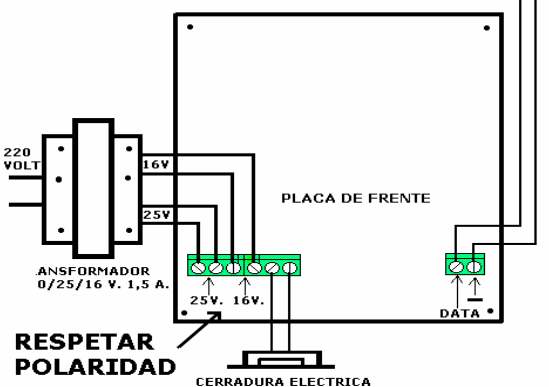 220
VOLT
16V
25V
PLACA DE FRENTE
ANSFORMADOR
0/25/16 V. 1,5 A.
25V. 16V.
DATA
RESPETAR
POLARIDAD
CERRADURA ELECTRICA